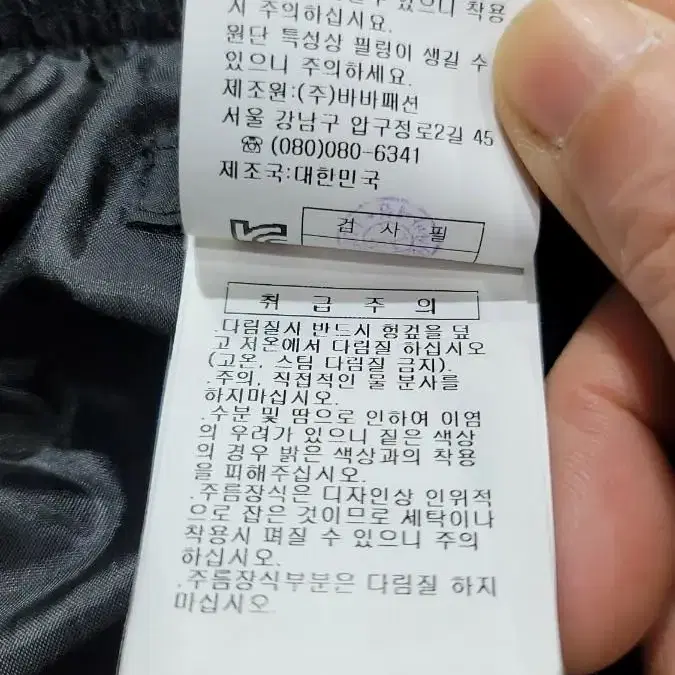 수 있으니 착용
시 주의하십시요.
원단 특성상 필링이 생길 수
있으니 주의하세요.
제조원:(주)바바패션
서울 강남구 압구정로2길 45
☎ (080)080-6341
제조국:대한민국
검 사 필
취 급 주 의
.다림질시 반드시 헝겊을 덮
고 저온에서 다림질 하십시오
(고온, 스팀 다림질 금지).
.주의, 직접적인 물 분사를
하지마십시오.
.수분 및 땀으로 인하여 이염
의 우려가 있으니 짙은 색상
의 경우 밝은 색상과의 착용
을 피해주십시오.
.주름장식은 디자인상 인위적
으로 잡은 것이므로 세탁이나
착용시 펴질 수 있으니 주의
하십시오.
.주름장식부분은 다림질 하지
마십시오.